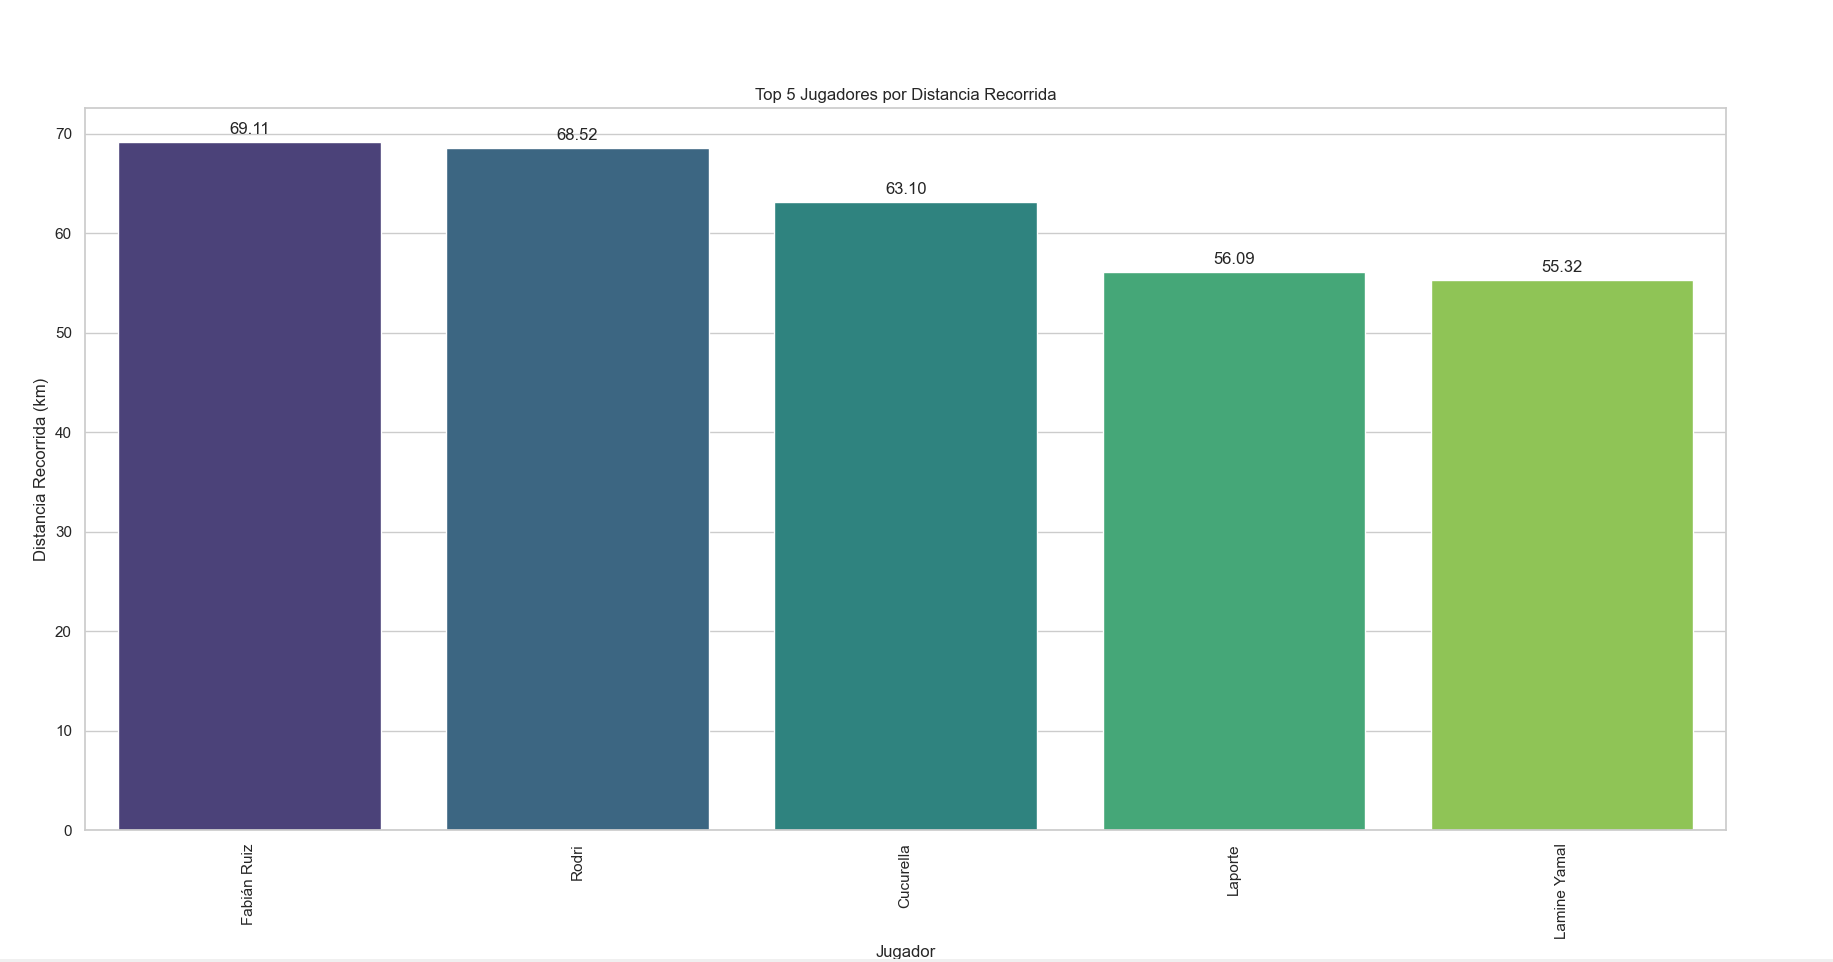 Top 5 Jugadores por Distancia Recorrida
Distancia Recorrida (km)
70
60
50
40
30
20
10
0
69.11
68.52
63.10
56.09
55.32
Fabián Ruiz
Rodri
Cucurella
Laporte
Lamine Yamal
Jugador